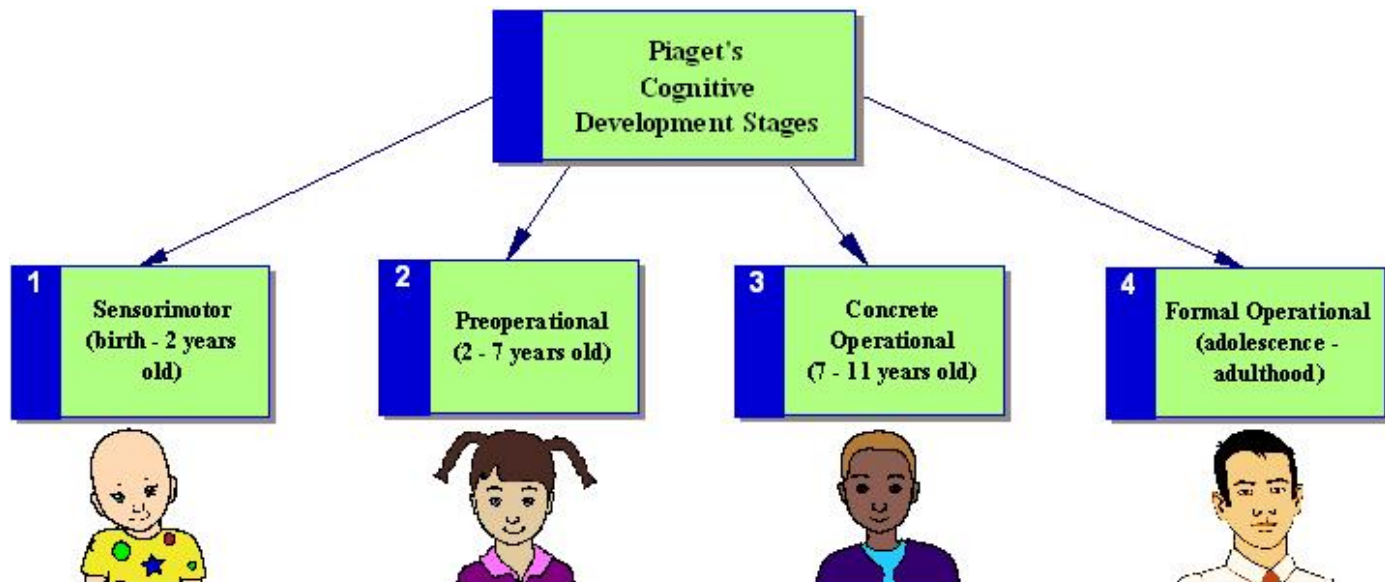 Piaget's
Cognitive
Development Stages
1
Sensorimotor
(birth - 2 years
old)
2
Preoperational
(2 - 7 years old)
3
Concrete
Operational
(7 - 11 years old)
4
Formal Operational
(adolescence -
adulthood)